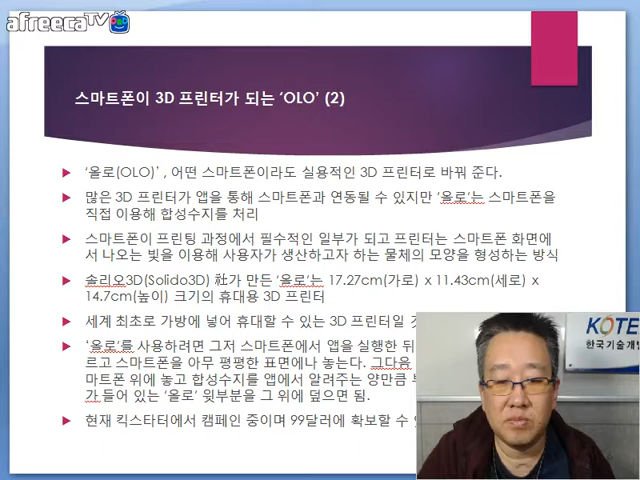 afreecaTV
스마트폰이 3D 프린터가 되는 ‘OLO’ (2)
‘올로(OLO)’ , 어떤 스마트폰이라도 실용적인 3D 프린터로 바꿔 준다.
많은 3D 프린터가 앱을 통해 스마트폰과 연동될 수 있지만 ‘올로’는 스마트폰을
직접 이용해 합성수지를 처리
스마트폰이 프린팅 과정에서 필수적인 일부가 되고 프린터는 스마트폰 화면에
서 나오는 빛을 이용해 사용자가 생산하고자 하는 물체의 모양을 형성하는 방식
솔리오3D(Solido3D) 社가 만든 ‘올로’는 17.27cm(가로) x 11.43cm(세로) x
14.7cm(높이) 크기의 휴대용 3D 프린터
세계 최초로 가방에 넣어 휴대할 수 있는 3D 프린터일
‘올로’를 사용하려면 그저 스마트폰에서 앱을 실행한 뒤
르고 스마트폰을 아무 평평한 표면에나 놓는다. 그다음
마트폰 위에 놓고 합성수지를 앱에서 알려주는 양만큼
가 들어 있는 ‘올로’ 윗부분을 그 위에 덮으면 됨.
현재 킥스타터에서 캠페인 중이며 99달러에 확보할 수
KOTE
한국기술개발